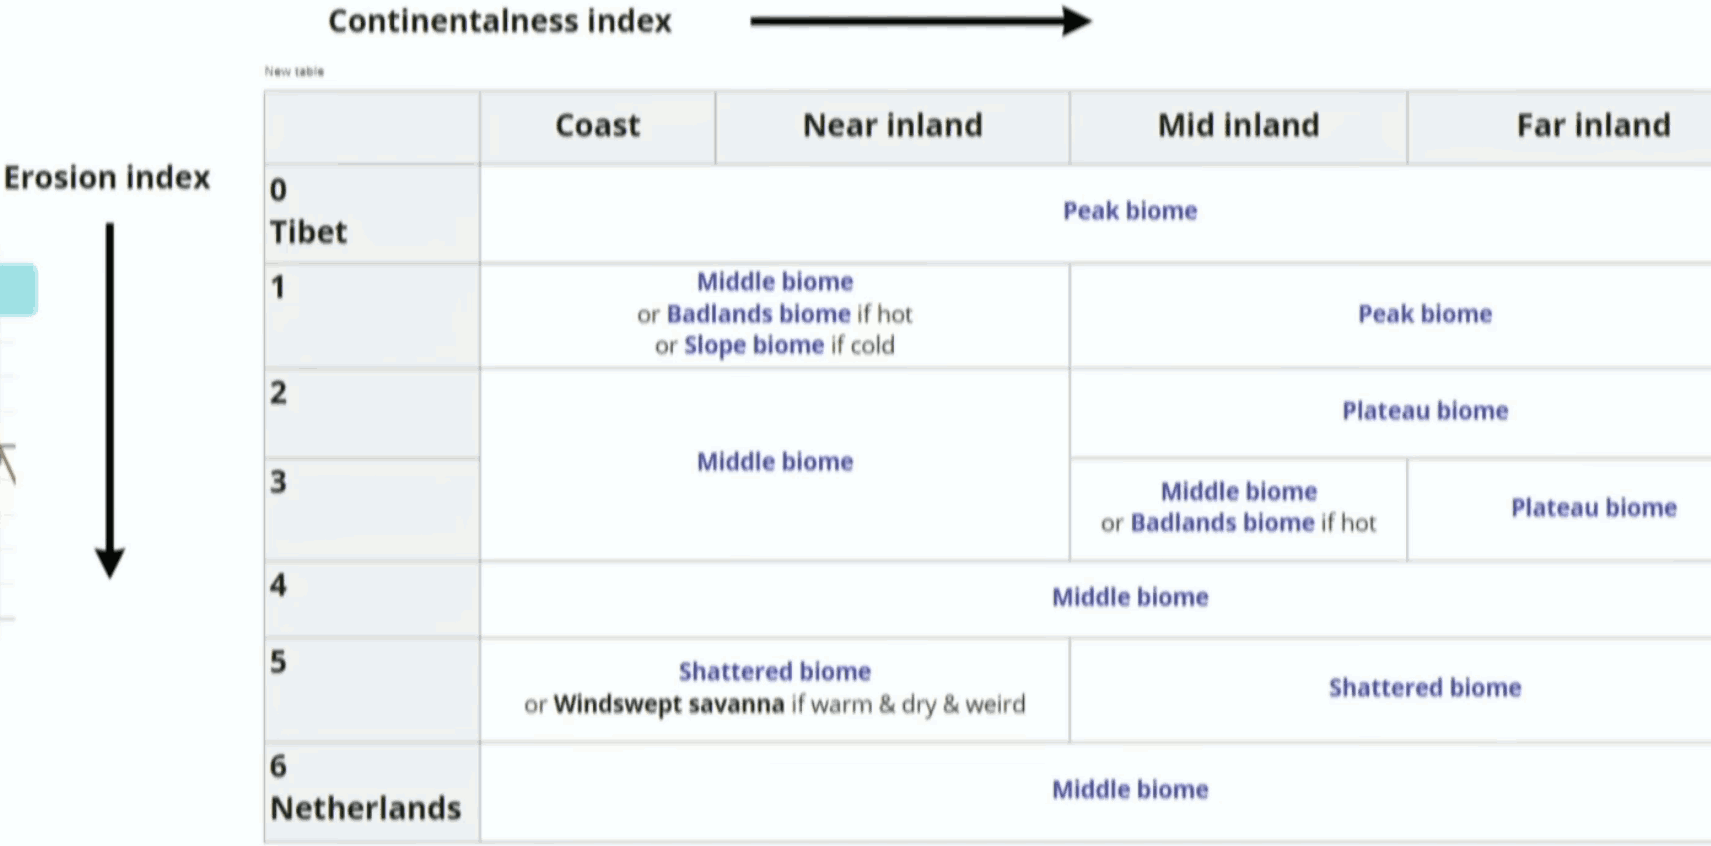 Continentalness index
New table
Coast
Near inland
Mid inland
Far inland
Erosion index
0
Tibet
Peak biome
1
Middle biome
or Badlands biome if hot
or Slope biome if cold
Peak biome
2
Plateau biome
Middle biome
3
Middle biome
or Badlands biome if hot
Plateau biome
4
Middle biome
5
Shattered biome
or Windswept savanna if warm & dry & weird
Shattered biome
6
Netherlands
Middle biome